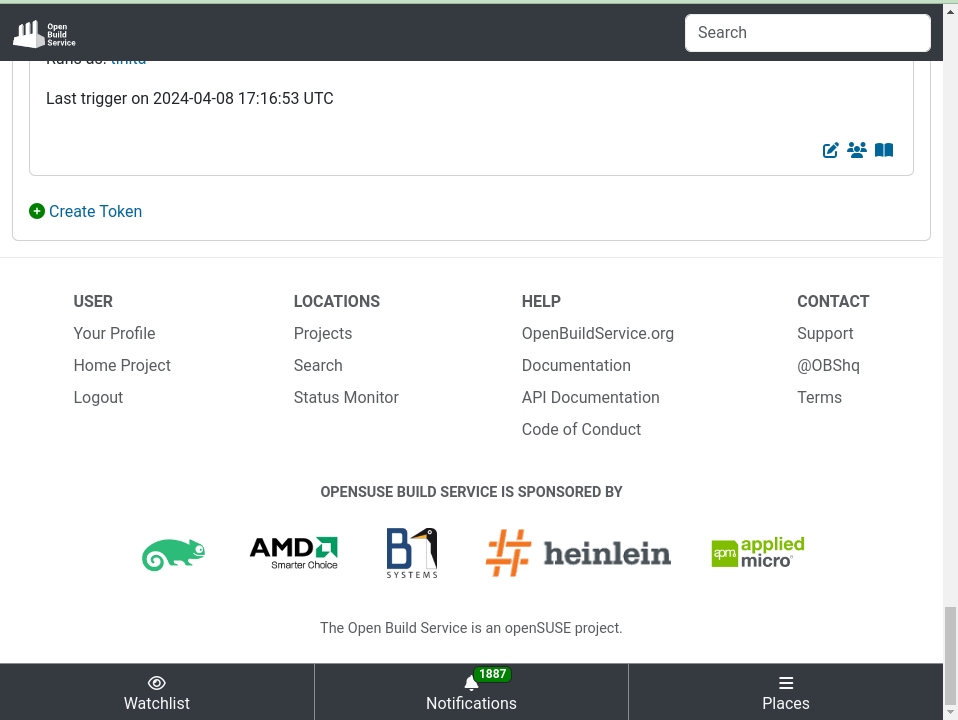 Open
Build
Service
Search
Runs as: tinita
Last trigger on 2024-04-08 17:16:53 UTC
Create Token
USER
Your Profile
Home Project
Logout
LOCATIONS
Projects
Search
Status Monitor
HELP
OpenBuildService.org
Documentation
API Documentation
Code of Conduct
CONTACT
Support
@OBShq
Terms
OPENSUSE BUILD SERVICE IS SPONSORED BY
AMD
Smarter Choice
B1
SYSTEMS
heinlein
apm applied
micro
The Open Build Service is an openSUSE project.
Watchlist
1887
Notifications
Places